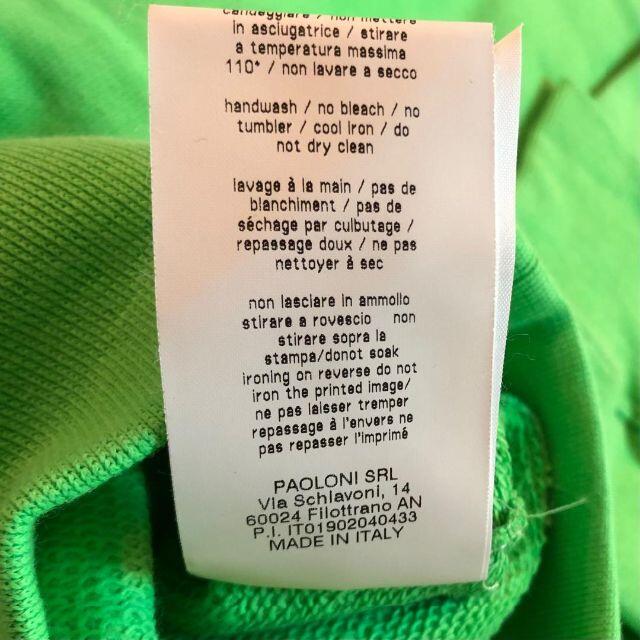 candeggiare / non mettere
in asciugatrice / stirare
a temperatura massima
110° / non lavare a secco
handwash / no bleach / no
tumbler / cool iron / do
not dry clean
lavage à la main / pas de
blanchiment / pas de
séchage par culbutage /
repassage doux / ne pas
nettoyer à sec
non lasciare in ammollo
stirare a rovescio non
stirare sopra la
stampa/donot soak
ironing on reverse do not
iron the printed image/
ne pas laisser tremper
repassage à l'envers ne
pas repasser l'imprimé
PAOLONI SRL
Via Schiavoni, 14
60024 Filottrano AN
P.I. IT01902040433
MADE IN ITALY